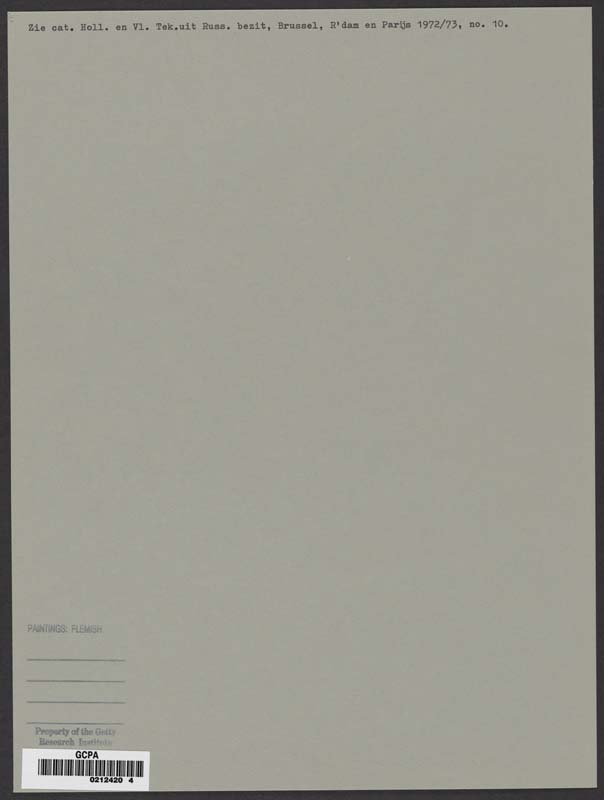 Zie cat. Holl. en Vl. Tek.uit Russ. bezit, Brussel, R'dam en Parijs 1972/73, no. 10.
PAINTINGS: FLEMISH
Property of the Getty
Research Institute
GCPA
0212420 4